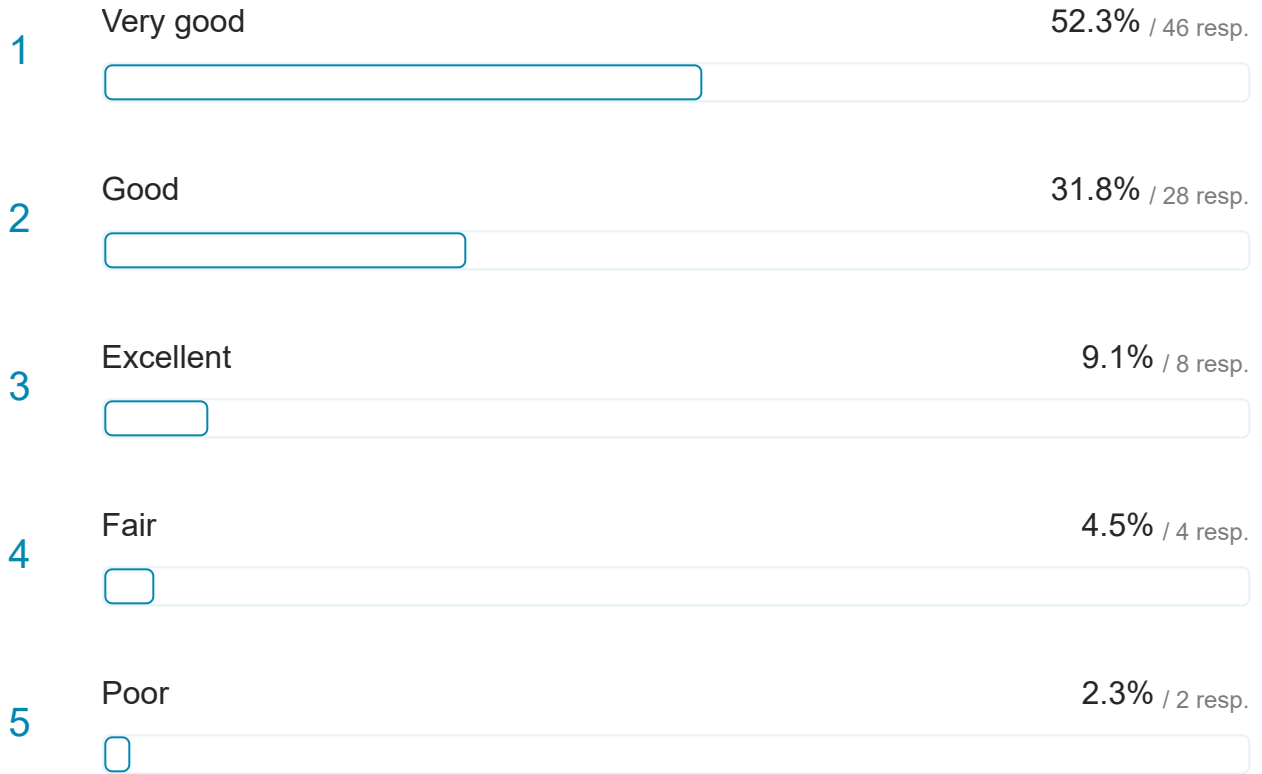 1 Very good 52.3% / 46 resp.
2 Good 31.8% / 28 resp.
3 Excellent 9.1% / 8 resp.
4 Fair 4.5% / 4 resp.
5 Poor 2.3% / 2 resp.